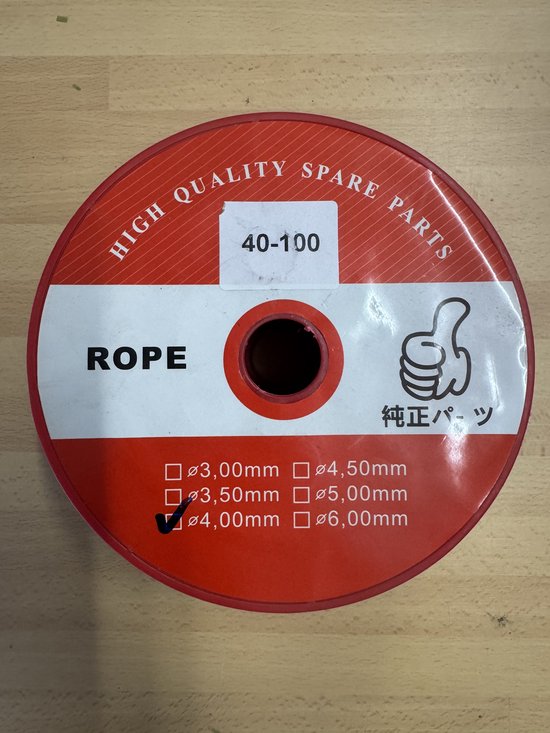 HIGH QUALITY SPARE PARTS
40-100
ROPE
純正パーツ
ø3,00mm ø4,50mm
ø3,50mm ø5,00mm
ø4,00mm ø6,00mm